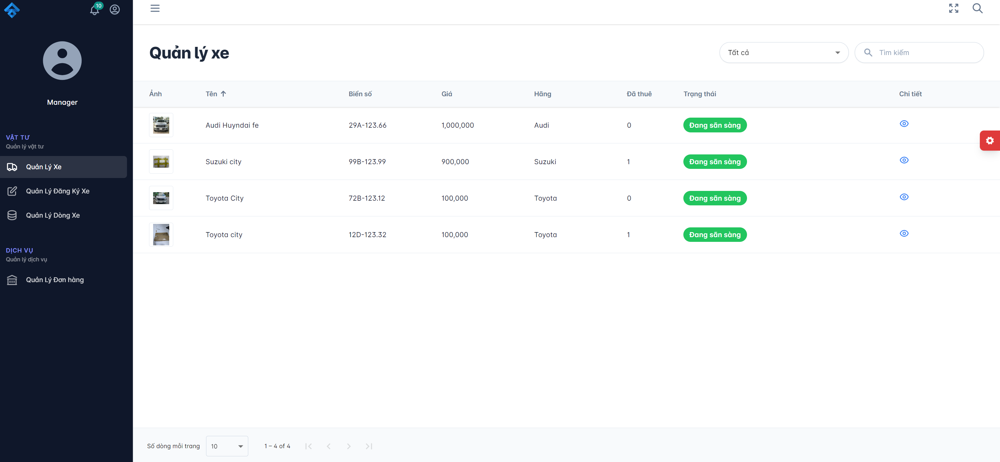 10
Manager
VẬT TƯ
Quản lý vật tư
Quản Lý Xe
Quản Lý Đăng Ký Xe
Quản Lý Dòng Xe
DỊCH VỤ
Quản lý dịch vụ
Quản Lý Đơn hàng
Quản lý xe
Tất cả
Tìm kiếm
Ảnh Tên Biển số Giá Hãng Đã thuê Trạng thái Chi tiết
Audi Huyndai fe 29A-123.66 1,000,000 Audi 0 Đang sẵn sàng
Suzuki city 99B-123.99 900,000 Suzuki 1 Đang sẵn sàng
Toyota City 72B-123.12 100,000 Toyota 0 Đang sẵn sàng
Toyota city 12D-123.32 100,000 Toyota 1 Đang sẵn sàng
Số dòng mỗi trang 10 1 – 4 of 4